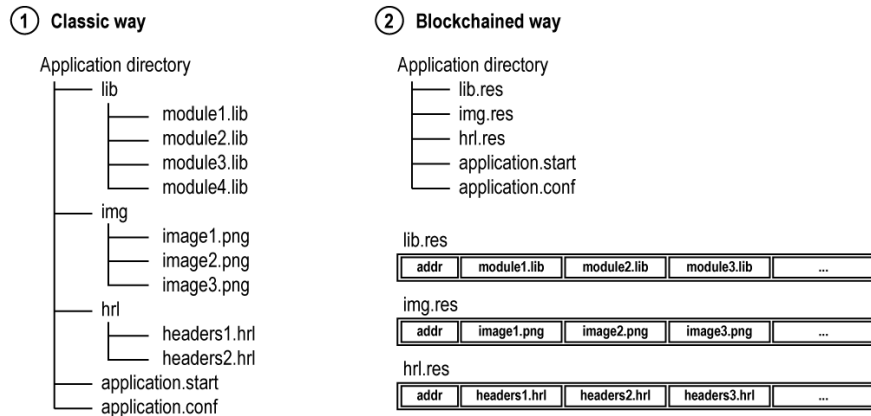 1 Classic way
Application directory
lib
module1.lib
module2.lib
module3.lib
module4.lib
img
image1.png
image2.png
image3.png
hrl
headers1.hrl
headers2.hrl
application.start
application.conf
2 Blockchained way
Application directory
lib.res
img.res
hrl.res
application.start
application.conf
lib.res
addr module1.lib module2.lib module3.lib ...
img.res
addr image1.png image2.png image3.png ...
hrl.res
addr headers1.hrl headers2.hrl headers3.hrl ...